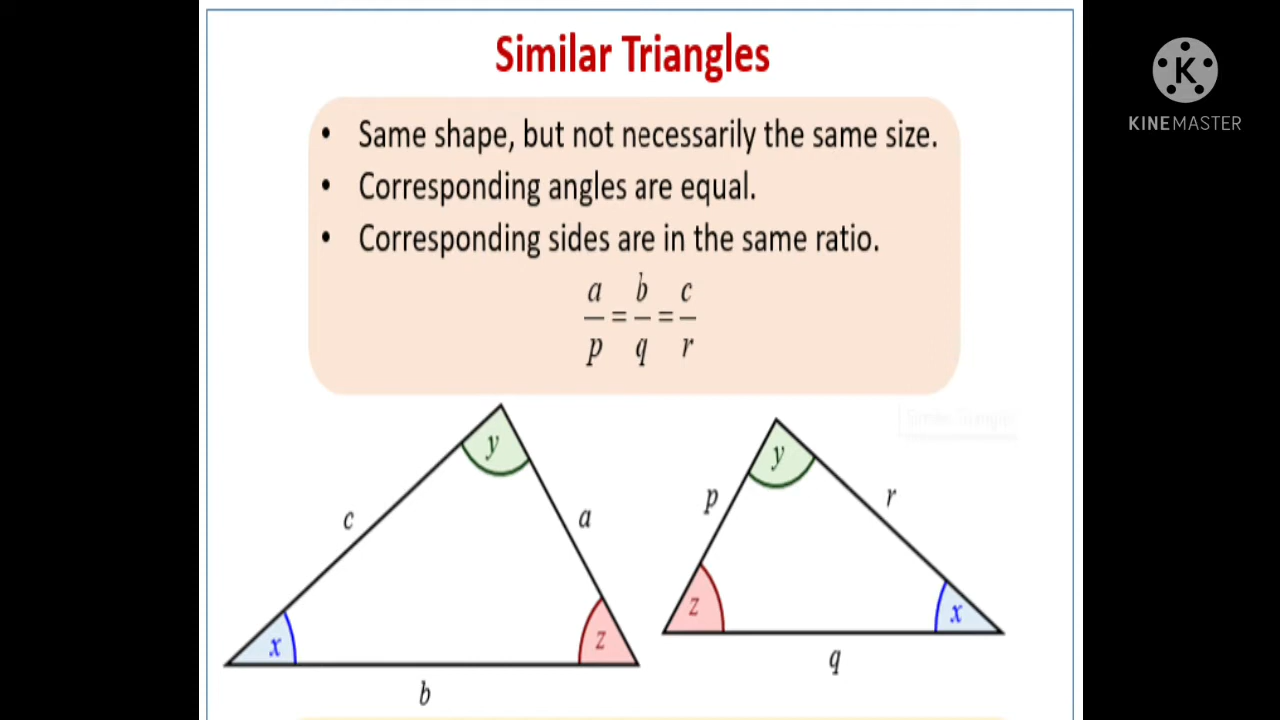 Similar Triangles
K
KINEMASTER
• Same shape, but not necessarily the same size.
• Corresponding angles are equal.
• Corresponding sides are in the same ratio.
a/p = b/q = c/r
y
c
a
x
z
b
y
p
r
z
x
q